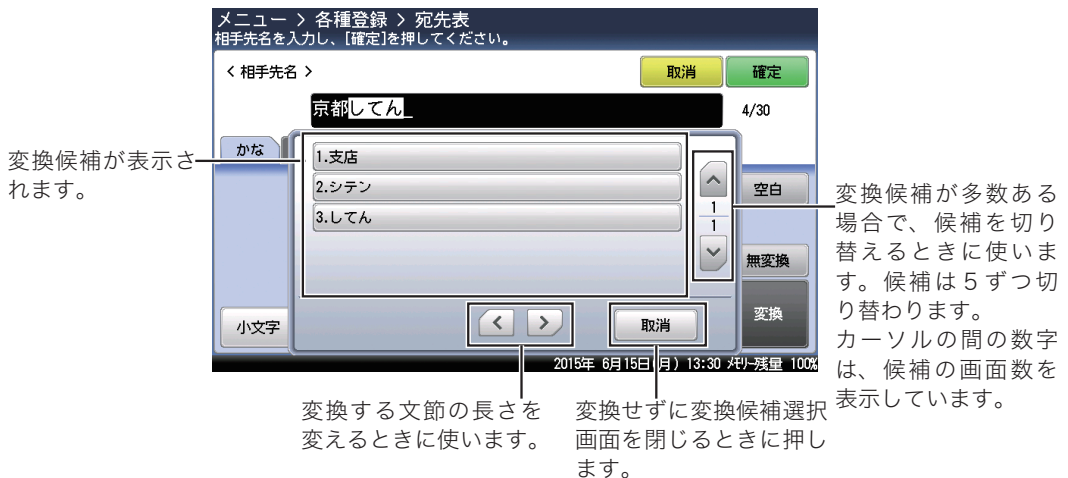 メニュー > 各種登録 > 宛先表
相手先名を入力し、[確定]を押してください。
< 相手先名 >
取消
確定
京都してん_
4/30
かな
1.支店
2.シテン
3.してん
1
1
空白
無変換
変換
小文字
< >
取消
2015年 6月15日(月) 13:30 ﾒﾓﾘｰ残量 100%
変換候補が表示さ
れます。
変換候補が多数ある
場合で、候補を切り
替えるときに使いま
す。候補は５ずつ切
り替わります。
カーソルの間の数字
は、候補の画面数を
表示しています。
変換する文節の長さを
変えるときに使います。
変換せずに変換候補選択
画面を閉じるときに押し
ます。